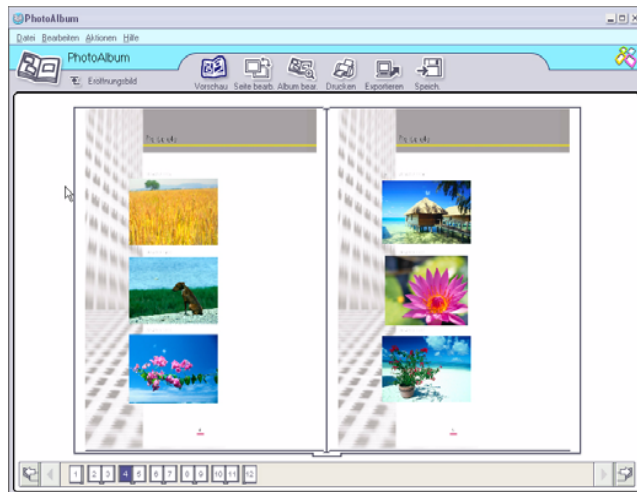 PhotoAlbum
Datei Bearbeiten Aktionen Hilfe
PhotoAlbum
Eröffnungsbild
Vorschau Seite bearb. Album bear. Drucken Exportieren Speich.
4
1 2 3 4 5 6 7 8 9 10 11 12